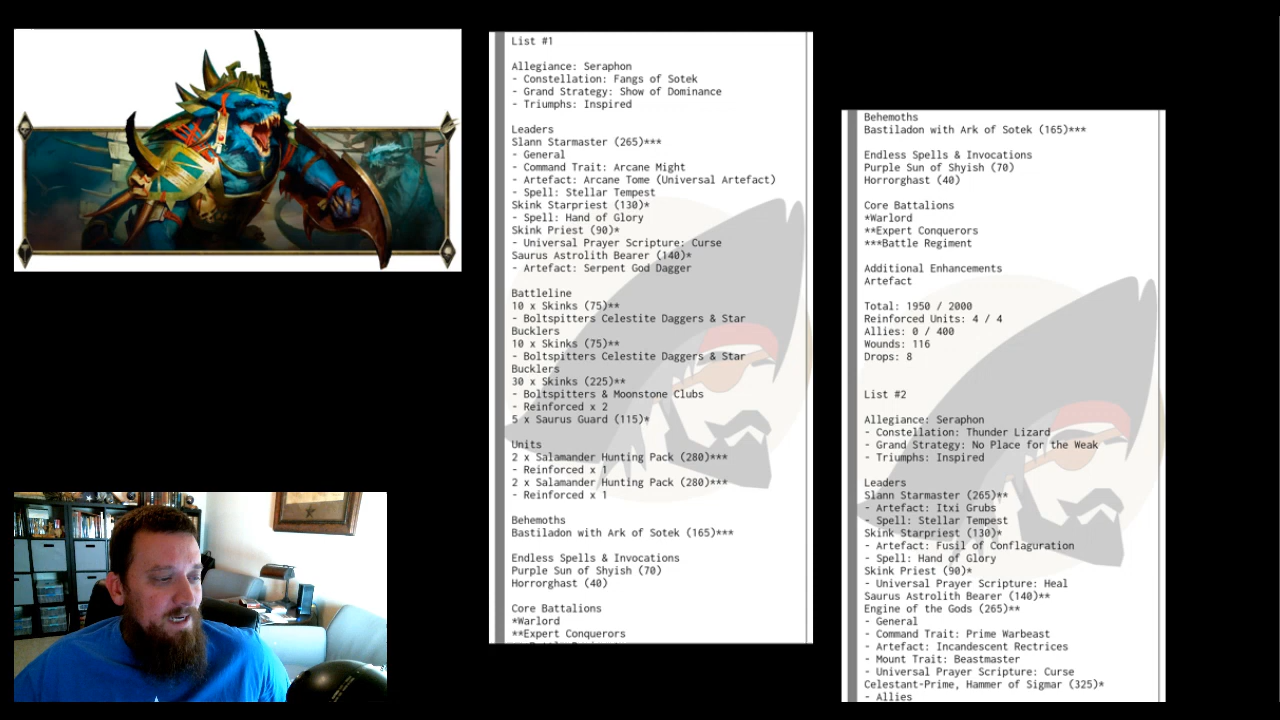 List #1
Allegiance: Seraphon
- Constellation: Fangs of Sotek
- Grand Strategy: Show of Dominance
- Triumphs: Inspired
Leaders
Slann Starmaster (265)***
- General
- Command Trait: Arcane Might
- Artefact: Arcane Tome (Universal Artefact)
- Spell: Stellar Tempest
Skink Starpriest (130)*
- Spell: Hand of Glory
Skink Priest (90)*
- Universal Prayer Scripture: Curse
Saurus Astrolith Bearer (140)*
- Artefact: Serpent God Dagger
Battleline
10 x Skinks (75)**
- Boltspitters Celestite Daggers & Star
Bucklers
10 x Skinks (75)**
- Boltspitters Celestite Daggers & Star
Bucklers
30 x Skinks (225)**
- Boltspitters & Moonstone Clubs
- Reinforced x 2
5 x Saurus Guard (115)*
Units
2 x Salamander Hunting Pack (280)***
- Reinforced x 1
2 x Salamander Hunting Pack (280)***
- Reinforced x 1
Behemoths
Bastiladon with Ark of Sotek (165)***
Endless Spells & Invocations
Purple Sun of Shyish (70)
Horrorghast (40)
Core Battalions
*Warlord
**Expert Conquerors
Behemoths
Bastiladon with Ark of Sotek (165)***
Endless Spells & Invocations
Purple Sun of Shyish (70)
Horrorghast (40)
Core Battalions
*Warlord
**Expert Conquerors
***Battle Regiment
Additional Enhancements
Artefact
Total: 1950 / 2000
Reinforced Units: 4 / 4
Allies: 0 / 400
Wounds: 116
Drops: 8
List #2
Allegiance: Seraphon
- Constellation: Thunder Lizard
- Grand Strategy: No Place for the Weak
- Triumphs: Inspired
Leaders
Slann Starmaster (265)**
- Artefact: Itxi Grubs
- Spell: Stellar Tempest
Skink Starpriest (130)*
- Artefact: Fusil of Conflaguration
- Spell: Hand of Glory
Skink Priest (90)*
- Universal Prayer Scripture: Heal
Saurus Astrolith Bearer (140)**
Engine of the Gods (265)**
- General
- Command Trait: Prime Warbeast
- Artefact: Incandescent Rectrices
- Mount Trait: Beastmaster
- Universal Prayer Scripture: Curse
Celestant-Prime, Hammer of Sigmar (325)*
- Allies